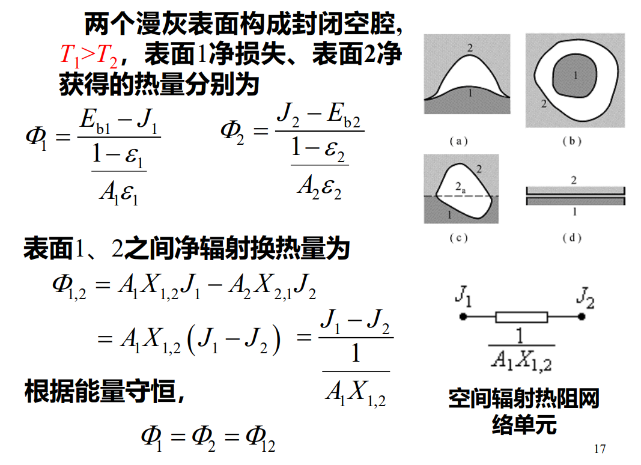 两个漫灰表面构成封闭空腔,
T₁>T₂，表面1净损失、表面2净
获得的热量分别为
Φ₁ = (E_b1 − J₁) / ((1−ε₁) / (A₁ε₁))
Φ₂ = (J₂ − E_b2) / ((1−ε₂) / (A₂ε₂))
表面1、2之间净辐射换热量为
Φ₁,₂ = A₁X₁,₂J₁ − A₂X₂,₁J₂
= A₁X₁,₂(J₁ − J₂) = (J₁ − J₂) / (1 / (A₁X₁,₂))
根据能量守恒，
Φ₁ = Φ₂ = Φ₁₂
2
1
(a)
1
2
(b)
2
2a
1
(c)
2
1
(d)
J₁ J₂
1 / (A₁X₁,₂)
空间辐射热阻网
络单元
17